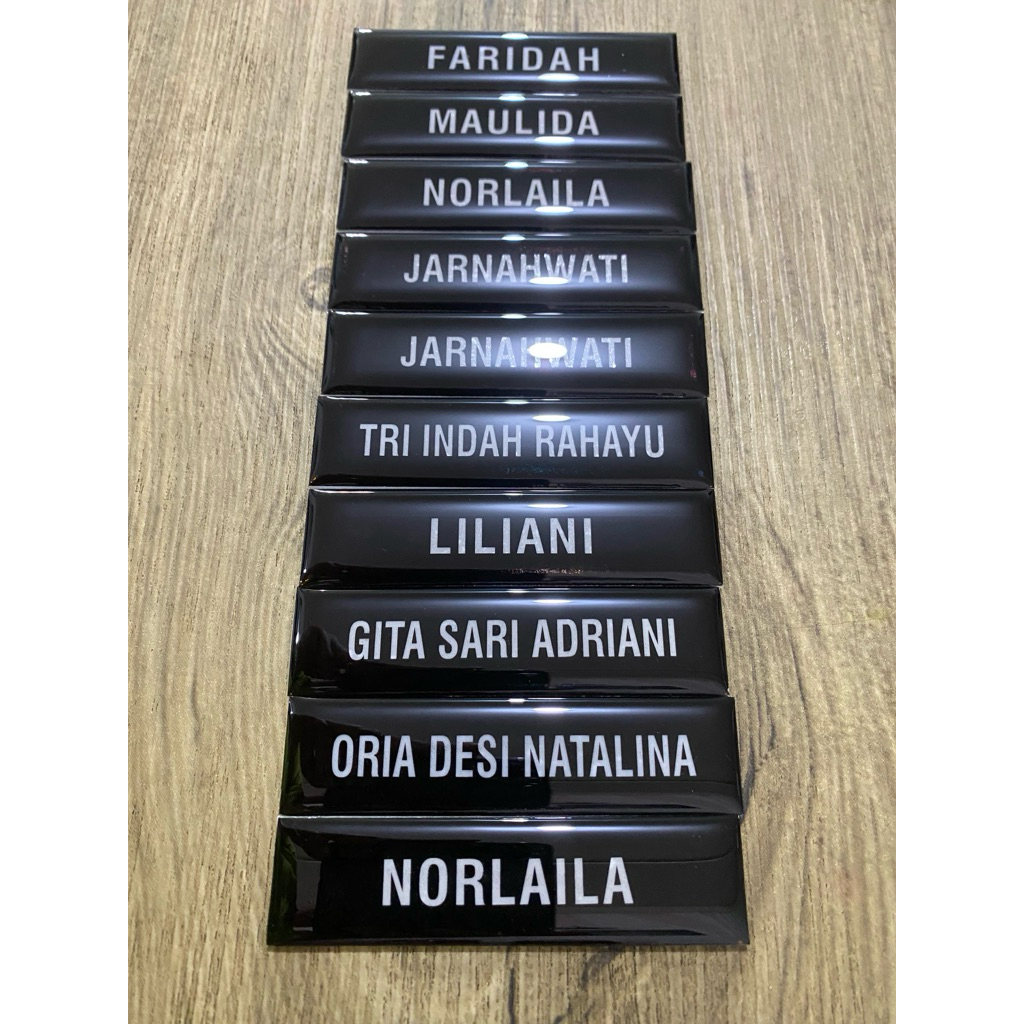 FARIDAH
MAULIDA
NORLAILA
JARNAHWATI
JARNAHWATI
TRI INDAH RAHAYU
LILIANI
GITA SARI ADRIANI
ORIA DESI NATALINA
NORLAILA